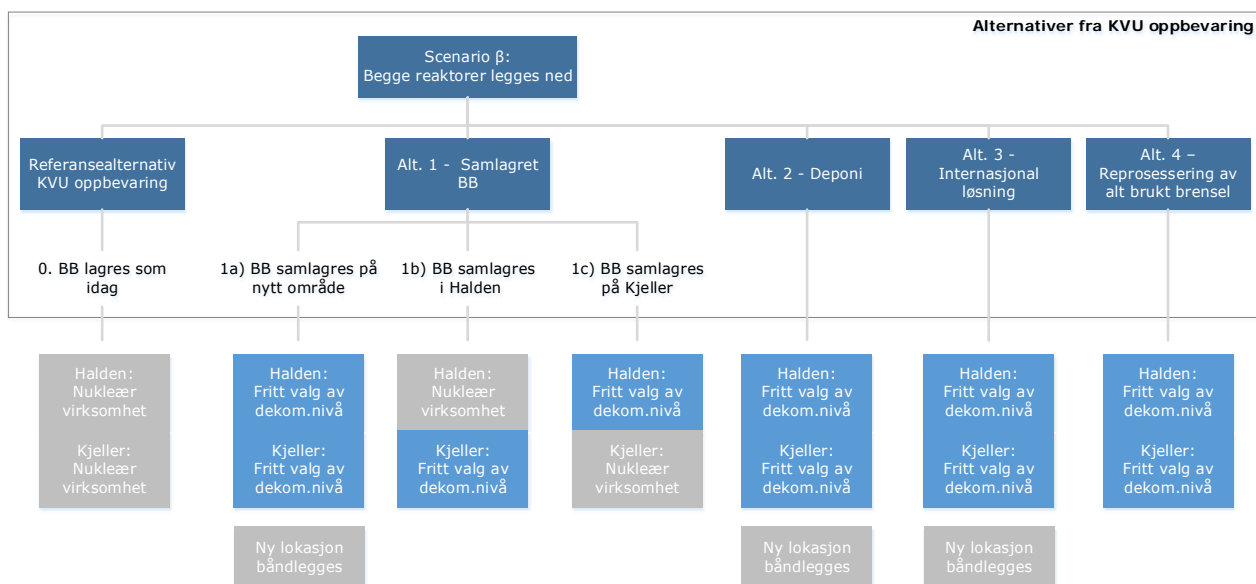 Alternativer fra KVU oppbevaring
Scenario β:
Begge reaktorer legges ned
Referansealternativ
KVU oppbevaring
Alt. 1 - Samlagret
BB
Alt. 2 - Deponi
Alt. 3 -
Internasjonal
løsning
Alt. 4 –
Reprosessering av
alt brukt brensel
0. BB lagres som
idag
1a) BB samlagres på
nytt område
1b) BB samlagres
i Halden
1c) BB samlagres
på Kjeller
Halden:
Nukleær
virksomhet
Kjeller:
Nukleær
virksomhet
Halden:
Fritt valg av
dekom.nivå
Kjeller:
Fritt valg av
dekom.nivå
Ny lokasjon
båndlegges
Halden:
Nukleær
virksomhet
Kjeller:
Fritt valg av
dekom.nivå
Halden:
Fritt valg av
dekom.nivå
Kjeller:
Nukleær
virksomhet
Halden:
Fritt valg av
dekom.nivå
Kjeller:
Fritt valg av
dekom.nivå
Ny lokasjon
båndlegges
Halden:
Fritt valg av
dekom.nivå
Kjeller:
Fritt valg av
dekom.nivå
Ny lokasjon
båndlegges
Halden:
Fritt valg av
dekom.nivå
Kjeller:
Fritt valg av
dekom.nivå